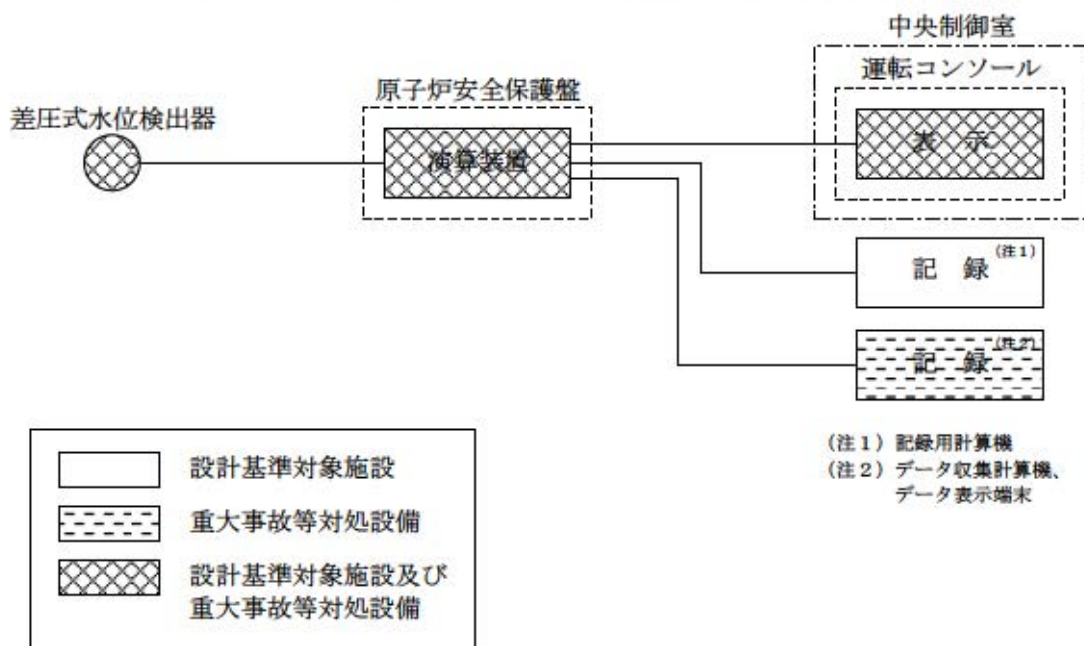 中央制御室
運転コンソール
原子炉安全保護盤
差圧式水位検出器
演算装置
表 示
記 録 (注1)
記 録 (注2)
(注1) 記録用計算機
(注2) データ収集計算機、
データ表示端末
設計基準対象施設
重大事故等対処設備
設計基準対象施設及び
重大事故等対処設備